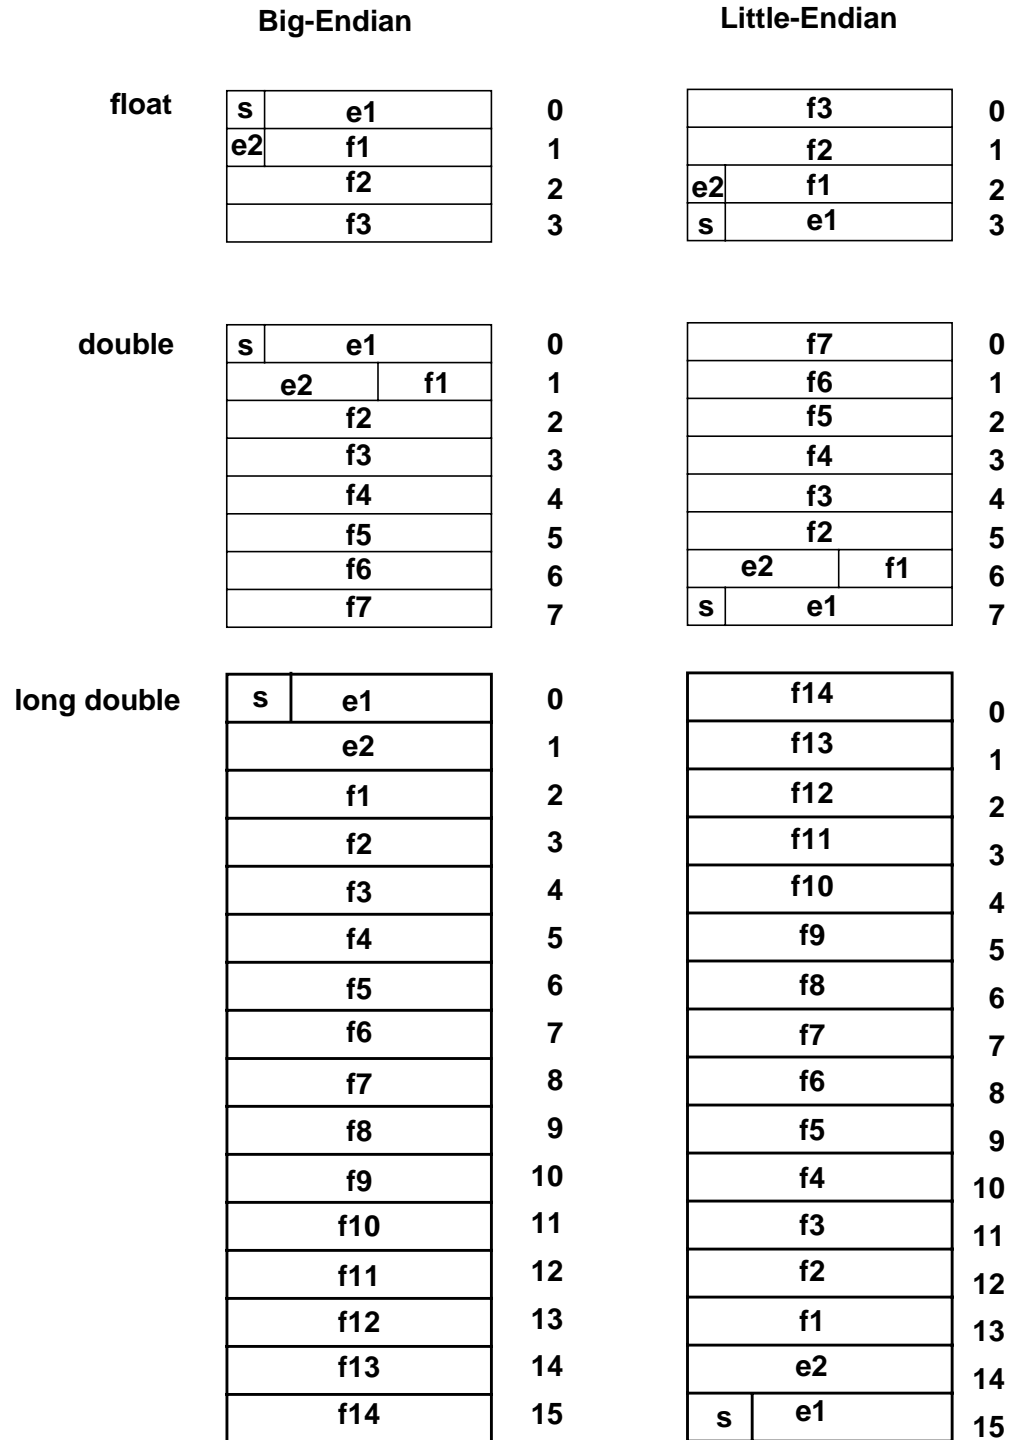 Big-Endian Little-Endian
float s e1 0 f3 0
e2 f1 1 f2 1
f2 2 e2 f1 2
f3 3 s e1 3
double s e1 0 f7 0
e2 f1 1 f6 1
f2 2 f5 2
f3 3 f4 3
f4 4 f3 4
f5 5 f2 5
f6 6 e2 f1 6
f7 7 s e1 7
long double s e1 0 f14 0
e2 1 f13 1
f1 2 f12 2
f2 3 f11 3
f3 4 f10 4
f4 5 f9 5
f5 6 f8 6
f6 7 f7 7
f7 8 f6 8
f8 9 f5 9
f9 10 f4 10
f10 11 f3 11
f11 12 f2 12
f12 13 f1 13
f13 14 e2 14
f14 15 s e1 15